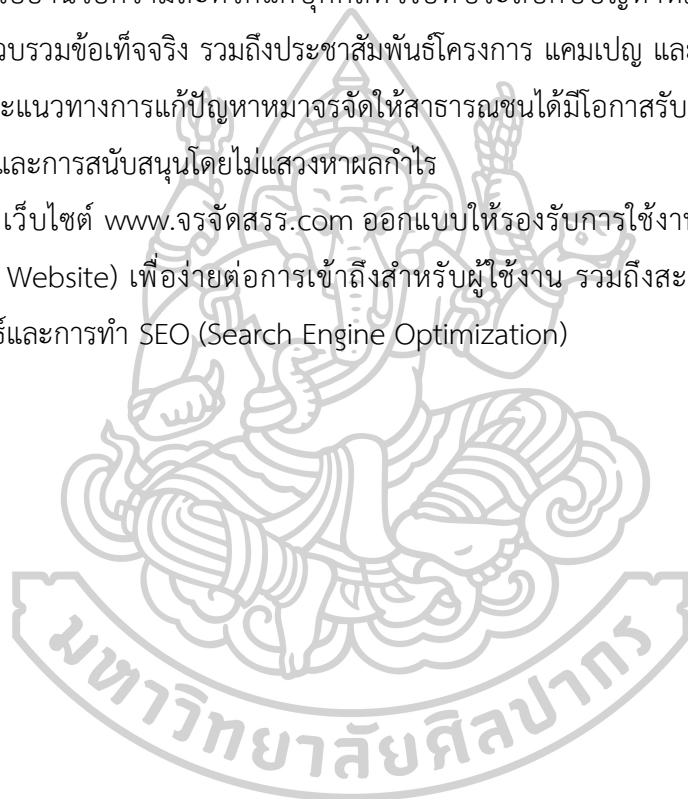 วบรวมข้อเท็จจริง รวมถึงประชาสัมพันธ์โครงการ แคมเปญ และ
ะแนวทางการแก้ปัญหาหมาจรจัดให้สาธารณชนได้มีโอกาสรับ
และการสนับสนุนโดยไม่แสวงหาผลกำไร
เว็บไซต์ www.จรจัดสรร.com ออกแบบให้รองรับการใช้งาน
Website) เพื่อง่ายต่อการเข้าถึงสำหรับผู้ใช้งาน รวมถึงสะ
ธ์และการทำ SEO (Search Engine Optimization)
มหาวิทยาลัยศิลปากร